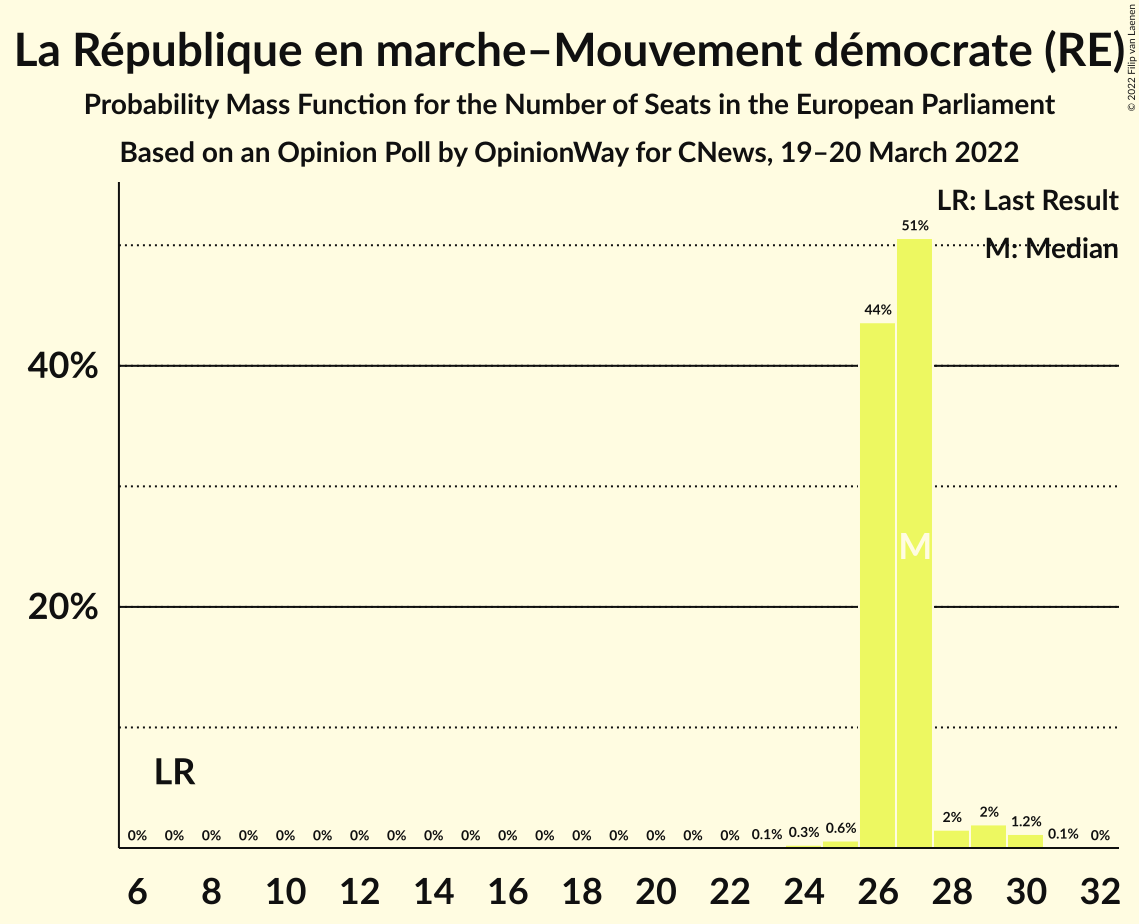 La République en marche–Mouvement démocrate (RE)
© 2022 Filip van Laenen
Probability Mass Function for the Number of Seats in the European Parliament
Based on an Opinion Poll by OpinionWay for CNews, 19–20 March 2022
LR: Last Result
M: Median
51%
44%
40%
M
20%
LR
0% 0% 0% 0% 0% 0% 0% 0% 0% 0% 0% 0% 0% 0% 0% 0% 0% 0.1% 0.3% 0.6% 2% 2% 1.2% 0.1% 0%
6 8 10 12 14 16 18 20 22 24 26 28 30 32